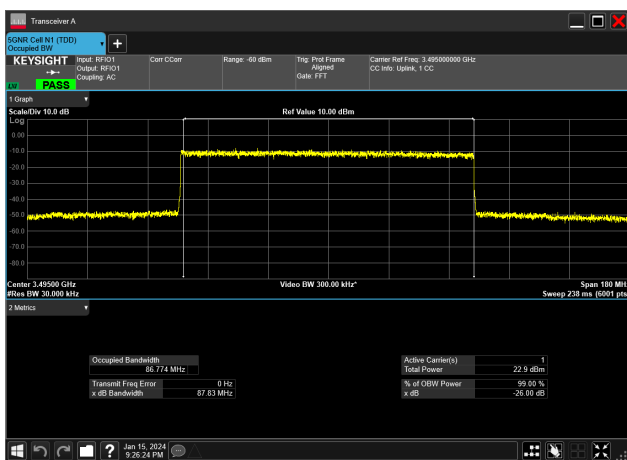 Transceiver A
5GNR Cell N1 (TDD)
Occupied BW
KEYSIGHT
LXI
PASS
Input: RFIO1
Output: RFIO1
Coupling: AC
Corr CCorr
Range: -60 dBm
Trig: Prot Frame
Aligned
Gate: FFT
Carrier Ref Freq: 3.495000000 GHz
CC Info: Uplink, 1 CC
1 Graph
Scale/Div 10.0 dB
Ref Value 10.00 dBm
Log
0.00
-10.0
-20.0
-30.0
-40.0
-50.0
-60.0
-70.0
-80.0
Center 3.49500 GHz
Video BW 300.00 kHz*
Span 180 MH
#Res BW 30.000 kHz
Sweep 238 ms (6001 pts
2 Metrics
Occupied Bandwidth
86.774 MHz
Transmit Freq Error 0 Hz
x dB Bandwidth 87.83 MHz
Active Carrier(s) 1
Total Power 22.9 dBm
% of OBW Power 99.00 %
x dB -26.00 dB
Jan 15, 2024
9:26:24 PM